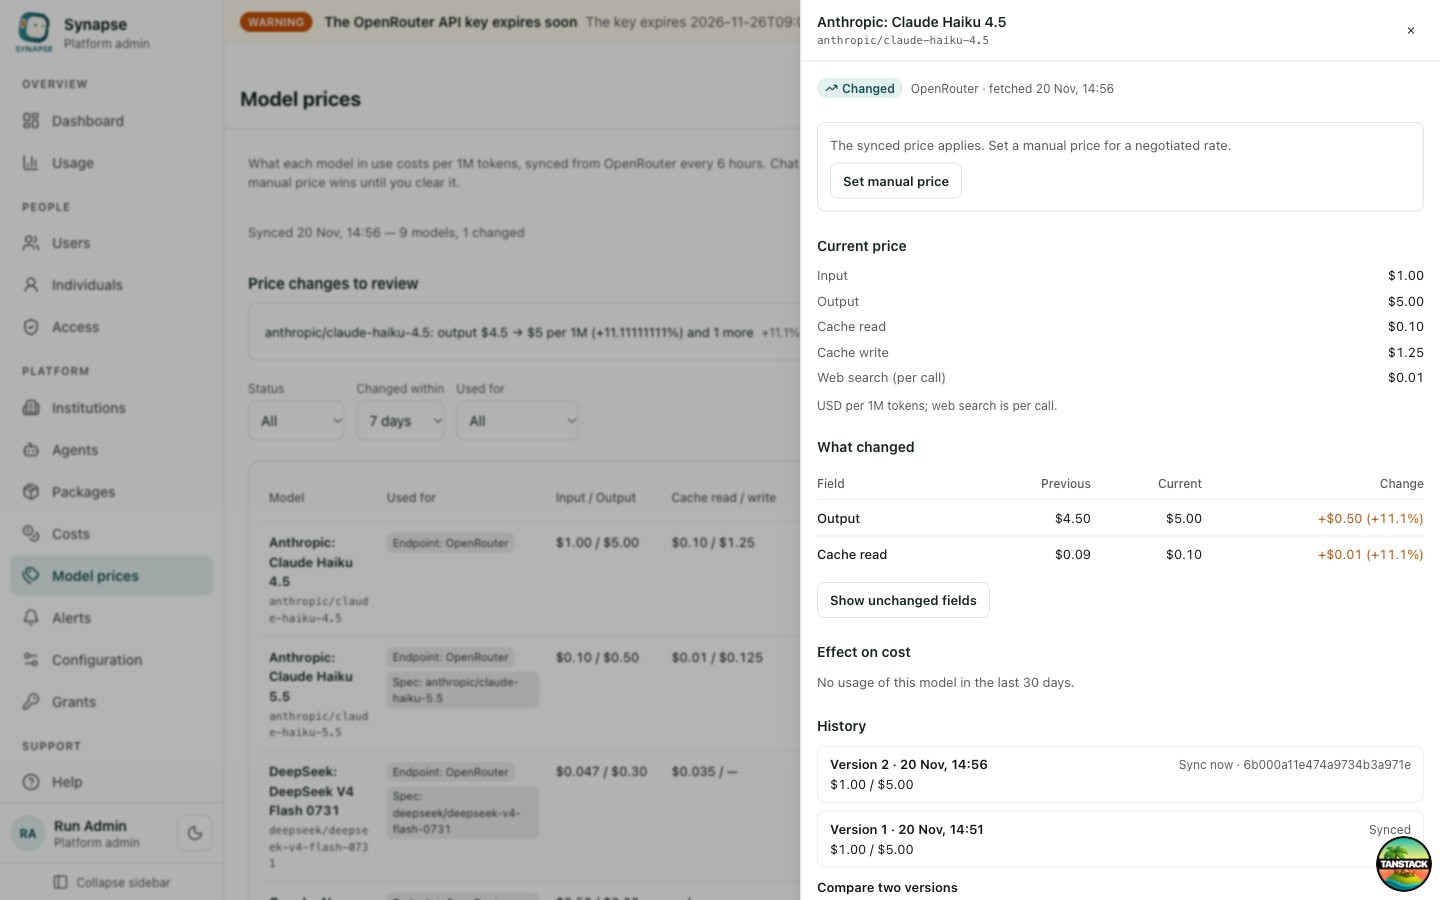 SYNAPSE
Synapse
Platform admin
OVERVIEW
Dashboard
Usage
PEOPLE
Users
Individuals
Access
PLATFORM
Institutions
Agents
Packages
Costs
Model prices
Alerts
Configuration
Grants
SUPPORT
Help
RA
Run Admin
Platform admin
Collapse sidebar
WARNING The OpenRouter API key expires soon The key expires 2026-11-26T09:0
Model prices
What each model in use costs per 1M tokens, synced from OpenRouter every 6 hours. Chat
manual price wins until you clear it.
Synced 20 Nov, 14:56 — 9 models, 1 changed
Price changes to review
anthropic/claude-haiku-4.5: output $4.5 → $5 per 1M (+11.11111111%) and 1 more +11.1%
Status Changed within Used for
All 7 days All
Model Used for Input / Output Cache read / write
Anthropic:
Claude Haiku
4.5
anthropic/claud
e-haiku-4.5
Endpoint: OpenRouter
$1.00 / $5.00
$0.10 / $1.25
Anthropic:
Claude Haiku
5.5
anthropic/claud
e-haiku-5.5
Endpoint: OpenRouter
Spec: anthropic/claude-
haiku-5.5
$0.10 / $0.50
$0.01 / $0.125
DeepSeek:
DeepSeek V4
Flash 0731
deepseek/deepse
ek-v4-flash-073
1
Endpoint: OpenRouter
Spec:
deepseek/deepseek-v4-
flash-0731
$0.047 / $0.30
$0.035 / —
Anthropic: Claude Haiku 4.5
anthropic/claude-haiku-4.5
×
Changed OpenRouter · fetched 20 Nov, 14:56
The synced price applies. Set a manual price for a negotiated rate.
Set manual price
Current price
Input $1.00
Output $5.00
Cache read $0.10
Cache write $1.25
Web search (per call) $0.01
USD per 1M tokens; web search is per call.
What changed
Field Previous Current Change
Output $4.50 $5.00 +$0.50 (+11.1%)
Cache read $0.09 $0.10 +$0.01 (+11.1%)
Show unchanged fields
Effect on cost
No usage of this model in the last 30 days.
History
Version 2 · 20 Nov, 14:56 Sync now · 6b000a11e474a9734b3a971e
$1.00 / $5.00
Version 1 · 20 Nov, 14:51 Synced
$1.00 / $5.00
TANSTACK
Compare two versions